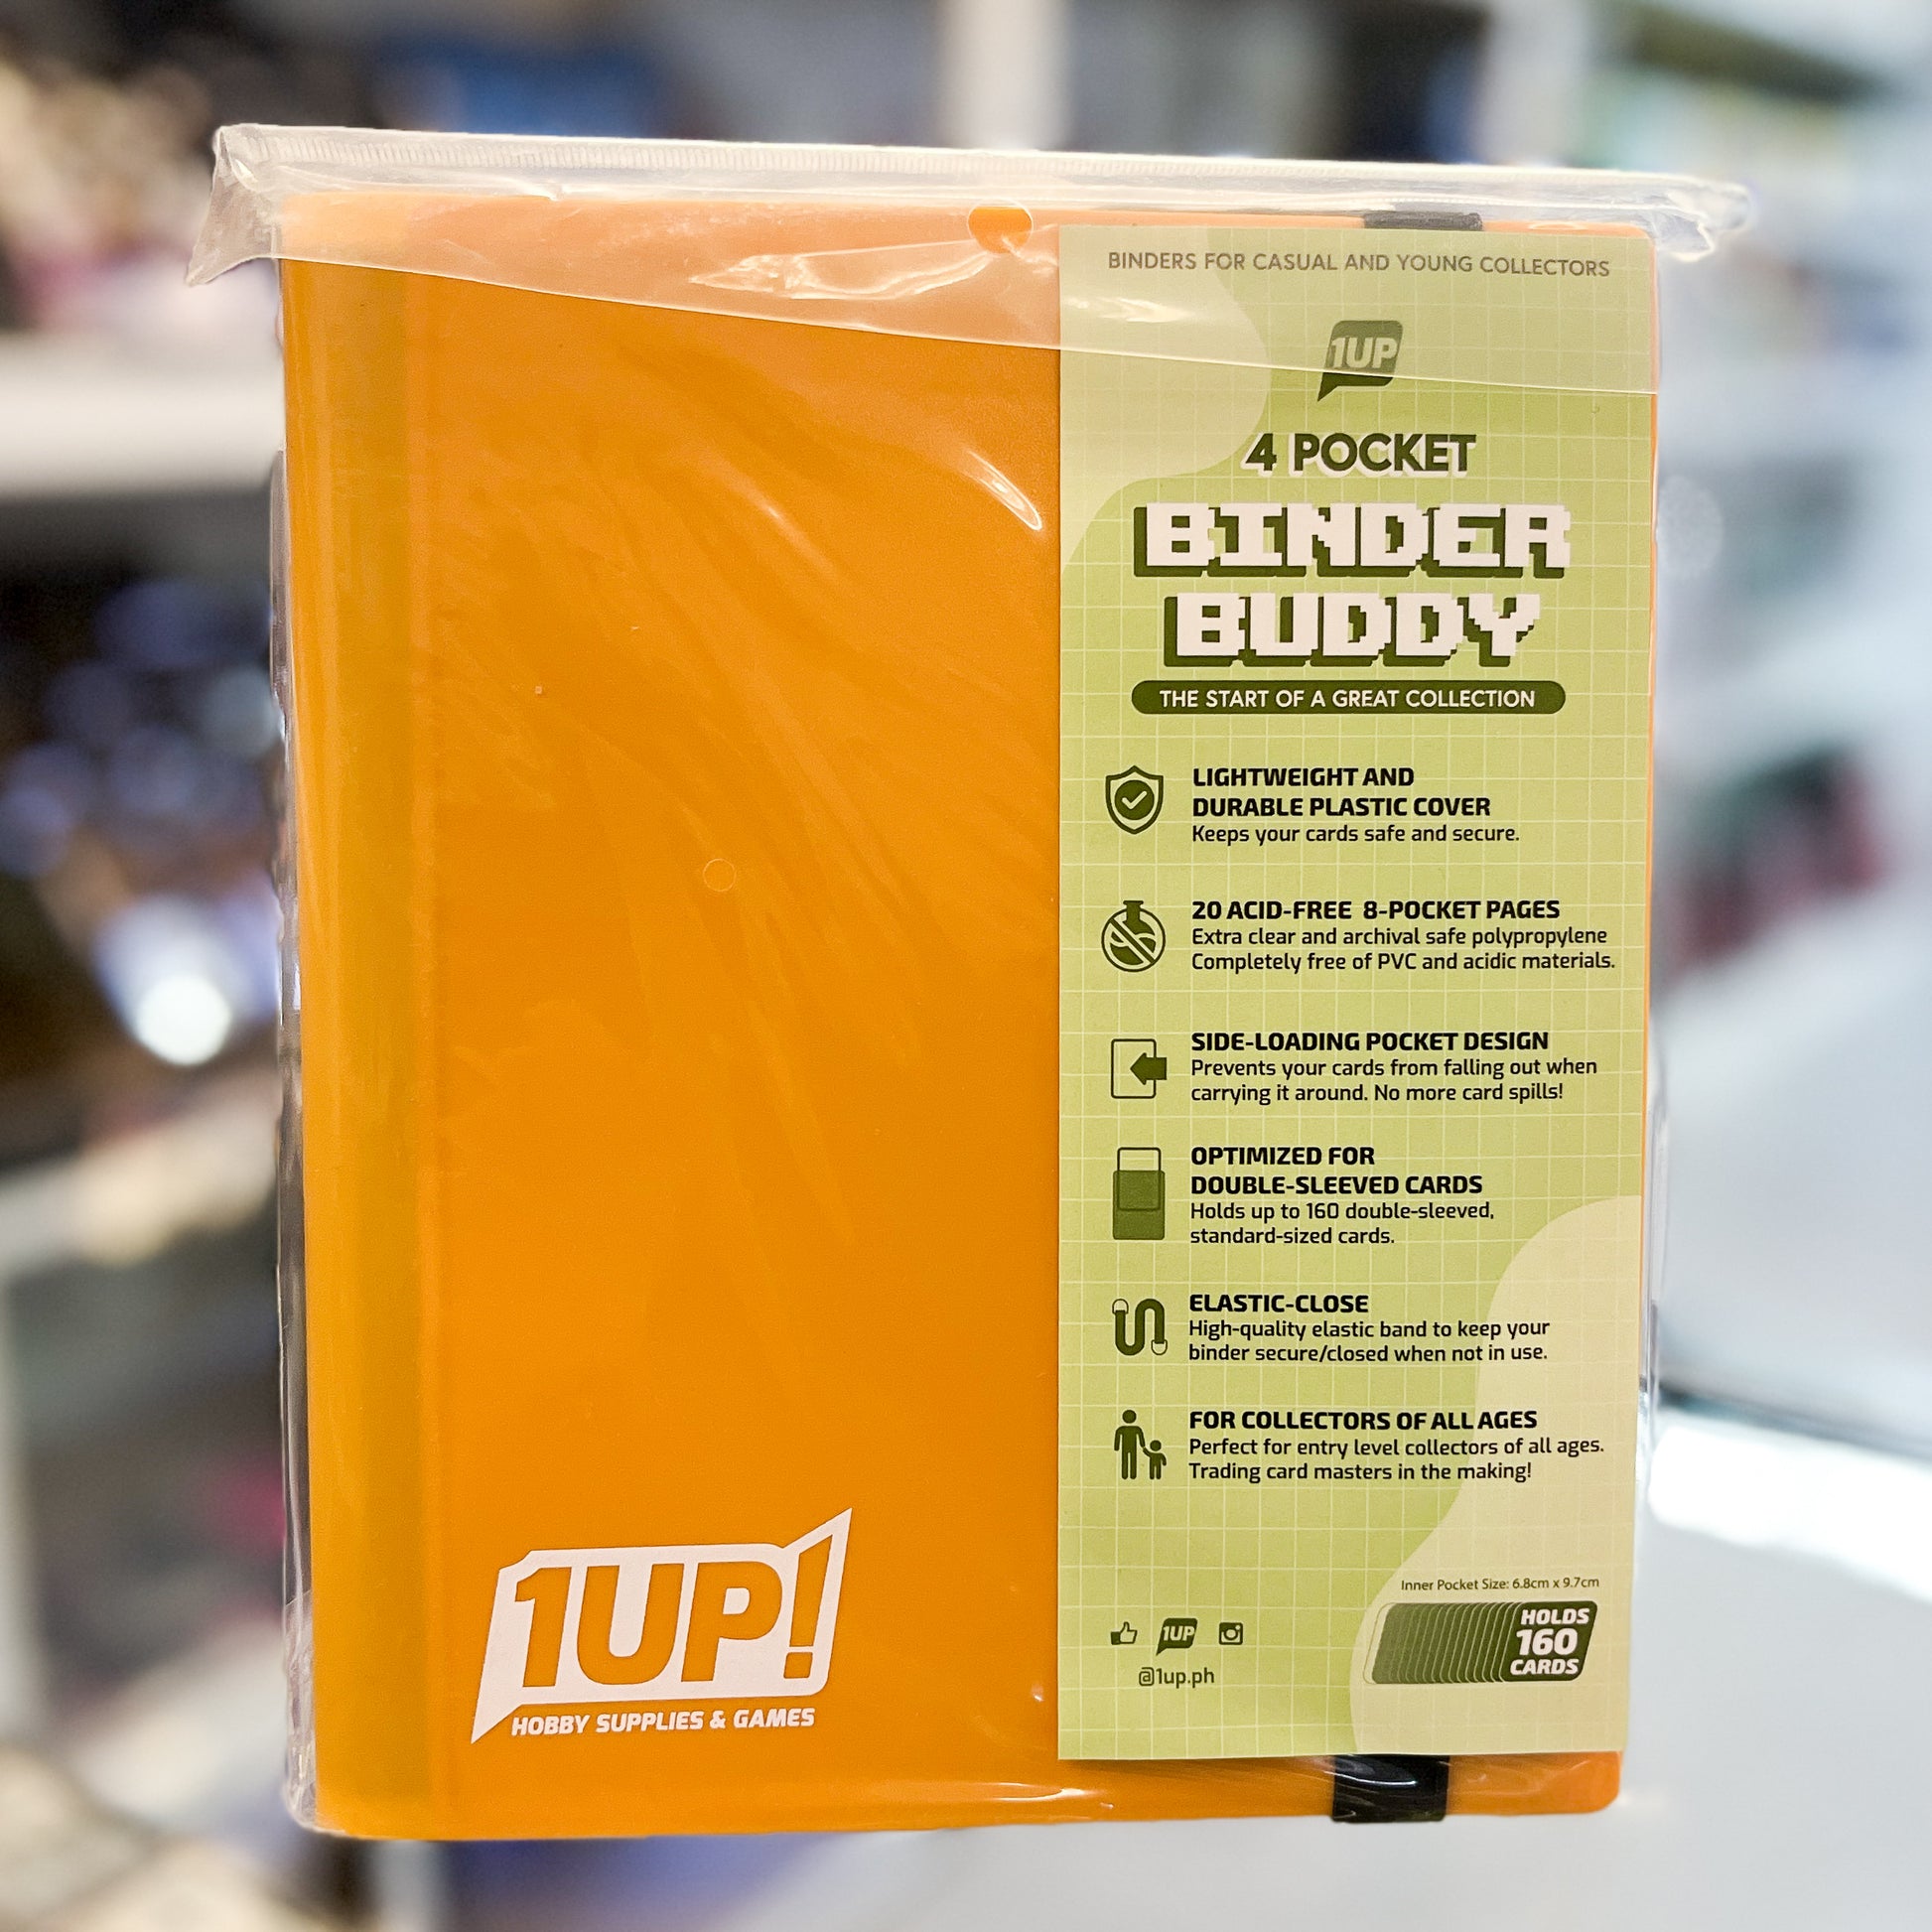 BINDERS FOR CASUAL AND YOUNG COLLECTORS
1UP
4 POCKET
BINDER
BUDDY
THE START OF A GREAT COLLECTION
LIGHTWEIGHT AND
DURABLE PLASTIC COVER
Keeps your cards safe and secure.
20 ACID-FREE 8-POCKET PAGES
Extra clear and archival safe polypropylene
Completely free of PVC and acidic materials.
SIDE-LOADING POCKET DESIGN
Prevents your cards from falling out when
carrying it around. No more card spills!
OPTIMIZED FOR
DOUBLE-SLEEVED CARDS
Holds up to 160 double-sleeved,
standard-sized cards.
ELASTIC-CLOSE
High-quality elastic band to keep your
binder secure/closed when not in use.
FOR COLLECTORS OF ALL AGES
Perfect for entry level collectors of all ages.
Trading card masters in the making!
Inner Pocket Size: 6.8cm x 9.7cm
HOLDS
160
CARDS
1UP
@1up.ph
1UP!
HOBBY SUPPLIES & GAMES